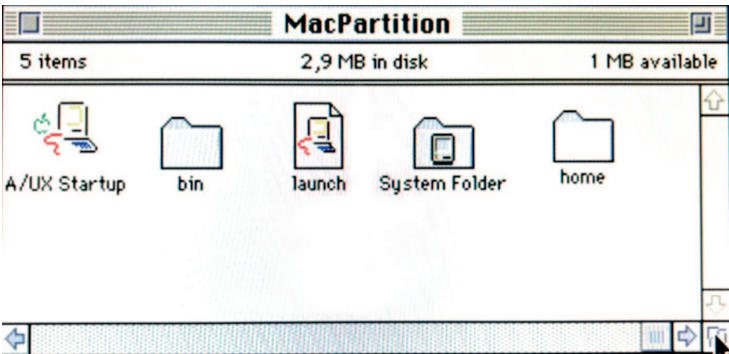 MacPartition
5 items 2,9 MB in disk 1 MB available
A/UX Startup bin launch System Folder home